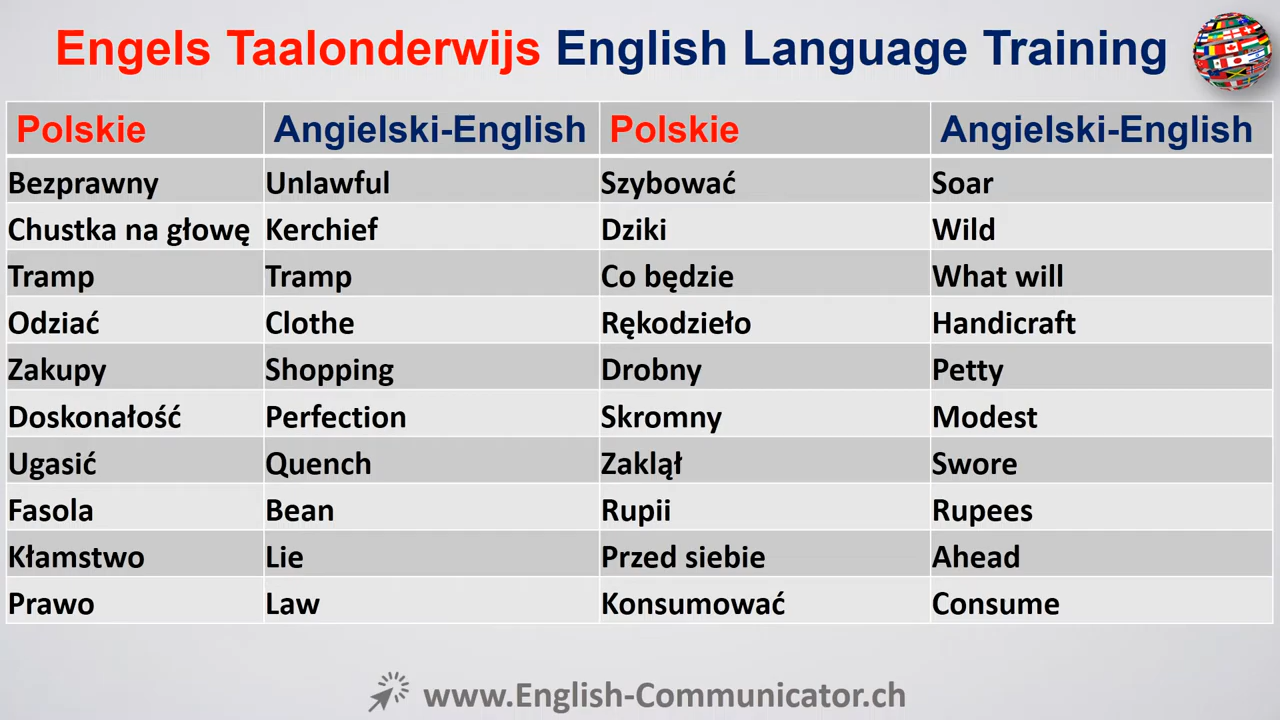 Engels Taalonderwijs English Language Training
Polskie Angielski-English Polskie Angielski-English
Bezprawny Unlawful Szybować Soar
Chustka na głowę Kerchief Dziki Wild
Tramp Tramp Co będzie What will
Odziać Clothe Rękodzieło Handicraft
Zakupy Shopping Drobny Petty
Doskonałość Perfection Skromny Modest
Ugasić Quench Zaklął Swore
Fasola Bean Rupii Rupees
Kłamstwo Lie Przed siebie Ahead
Prawo Law Konsumować Consume
www.English-Communicator.ch